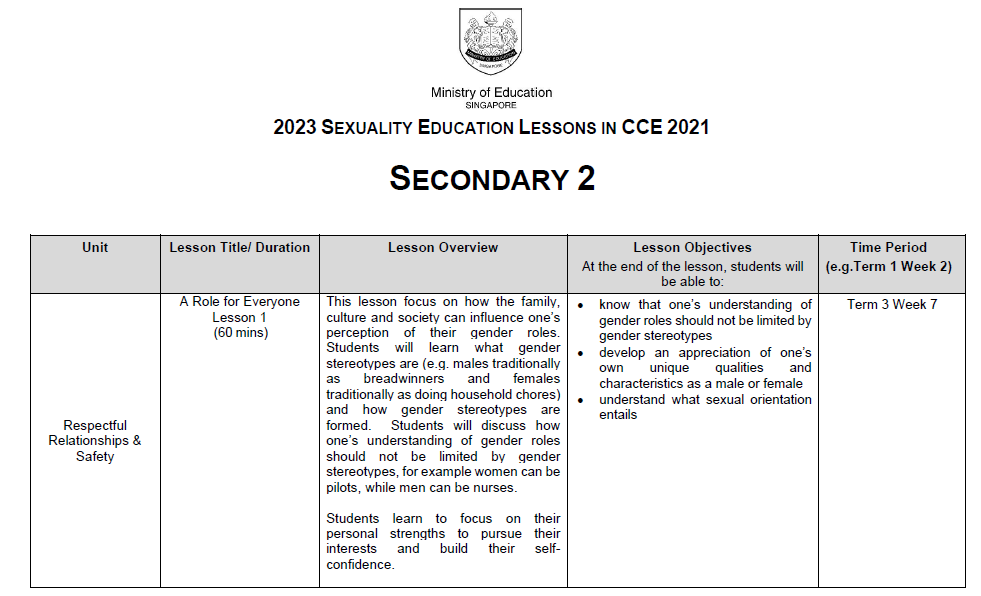 MINISTRY OF EDUCATION
SINGAPORE
Ministry of Education
SINGAPORE
2023 SEXUALITY EDUCATION LESSONS IN CCE 2021
SECONDARY 2
Unit
Lesson Title/ Duration
Lesson Overview
Lesson Objectives
At the end of the lesson, students will
be able to:
Time Period
(e.g.Term 1 Week 2)
Respectful
Relationships &
Safety
A Role for Everyone
Lesson 1
(60 mins)
This lesson focus on how the family,
culture and society can influence one’s
perception of their gender roles.
Students will learn what gender
stereotypes are (e.g. males traditionally
as breadwinners and females
traditionally as doing household chores)
and how gender stereotypes are
formed. Students will discuss how
one’s understanding of gender roles
should not be limited by gender
stereotypes, for example women can be
pilots, while men can be nurses.
Students learn to focus on their
personal strengths to pursue their
interests and build their self-
confidence.
• know that one’s understanding of
gender roles should not be limited by
gender stereotypes
• develop an appreciation of one’s
own unique qualities and
characteristics as a male or female
• understand what sexual orientation
entails
Term 3 Week 7